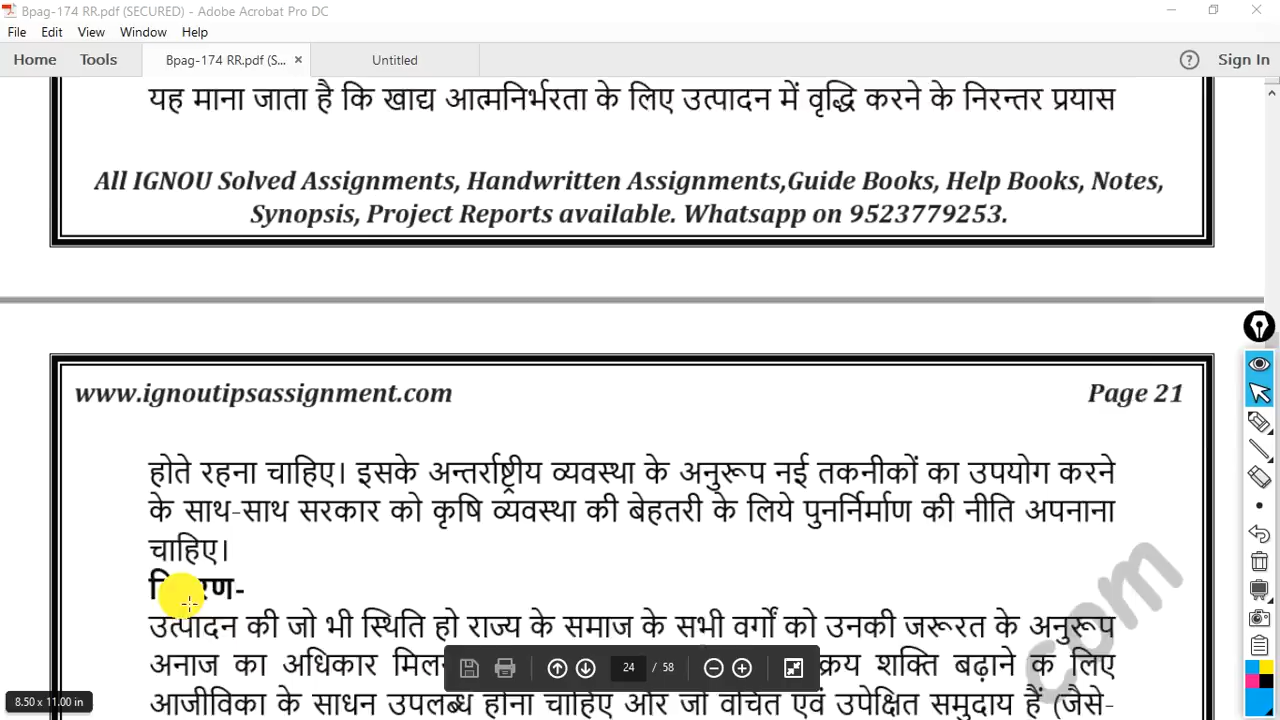 Bpag-174 RR.pdf (SECURED) - Adobe Acrobat Pro DC
File Edit View Window Help
Home Tools Bpag-174 RR.pdf (S... × Untitled Sign In
यह माना जाता है कि खाद्य आत्मनिर्भरता के लिए उत्पादन में वृद्धि करने के निरन्तर प्रयास
All IGNOU Solved Assignments, Handwritten Assignments,Guide Books, Help Books, Notes,
Synopsis, Project Reports available. Whatsapp on 9523779253.
www.ignoutipsassignment.com Page 21
होते रहना चाहिए। इसके अन्तर्राष्ट्रीय व्यवस्था के अनुरूप नई तकनीकों का उपयोग करने
के साथ-साथ सरकार को कृषि व्यवस्था की बेहतरी के लिये पुनर्निर्माण की नीति अपनाना
चाहिए।
उत्पादन की जो भी स्थिति हो राज्य के समाज के सभी वर्गों को उनकी जरूरत के अनुरूप
अनाज का अधिकार क्रय शक्ति बढ़ाने के लिए
आजीविका के साधन उपलब्ध होना चाहिए और जो वंचित एवं उपेक्षित समुदाय हैं (जैसे-
com
24 / 58
8.50 x 11.00 in